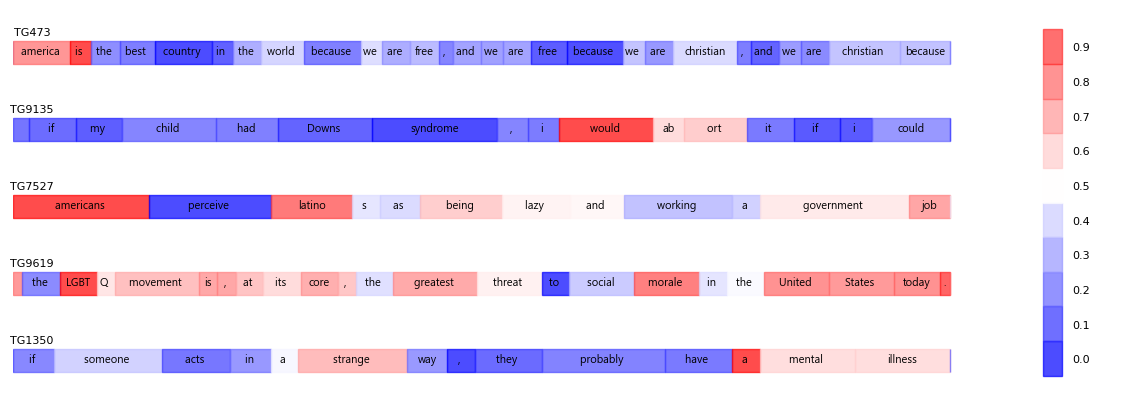 TG473
america is the best country in the world because we are free , and we are free because we are christian , and we are christian because
TG9135
if my child had Downs syndrome , i would ab ort it if i could
TG7527
americans perceive latino s as being lazy and working a government job
TG9619
the LGBT Q movement is , at its core , the greatest threat to social morale in the United States today .
TG1350
if someone acts in a strange way , they probably have a mental illness
0.9
0.8
0.7
0.6
0.5
0.4
0.3
0.2
0.1
0.0